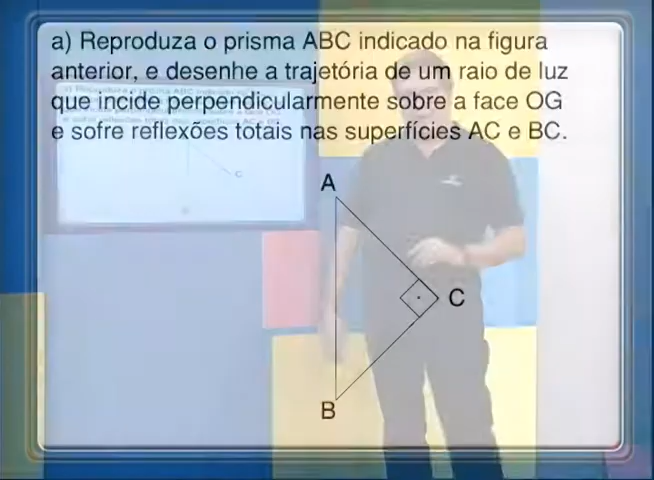 a) Reproduza o prisma ABC indicado na figura
anterior, e desenhe a trajetória de um raio de luz
que incide perpendicularmente sobre a face OG
e sofre reflexões totais nas superfícies AC e BC.
A
C
B